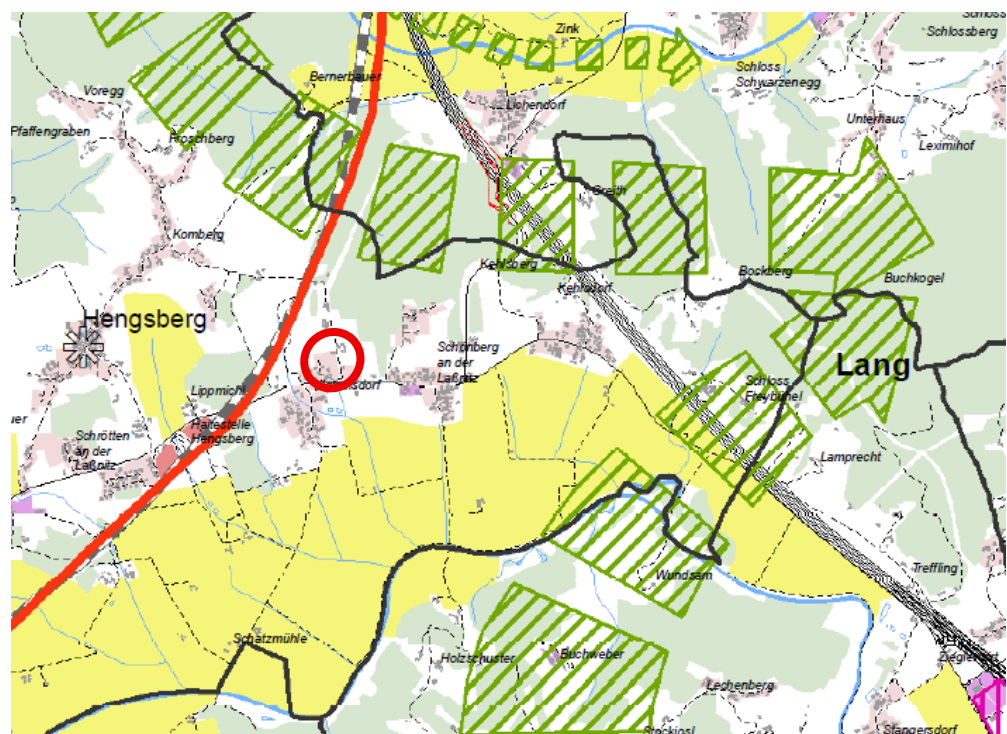 Zink
Schloss
Schlossberg
Bernerbauer
Schloss
Schwarzenegg
Voregg
Lichendorf
Unterhaus
Pfaffengraben
Froschberg
Leximihof
Greith
Komberg
Kehlsberg
Bockberg
Buchkogel
Kehlsdorf
Hengsberg
Schönberg
an der
Laßnitz
Lang
Lippmichl
Schloss
Freybühel
uer
Haltestelle
Hengsberg
Schrötten
an der
Laßnitz
Lamprecht
Treffling
Wundsam
Schatzmühle
Holzschuster
Buchweber
Lechenberg
Stangersdorf